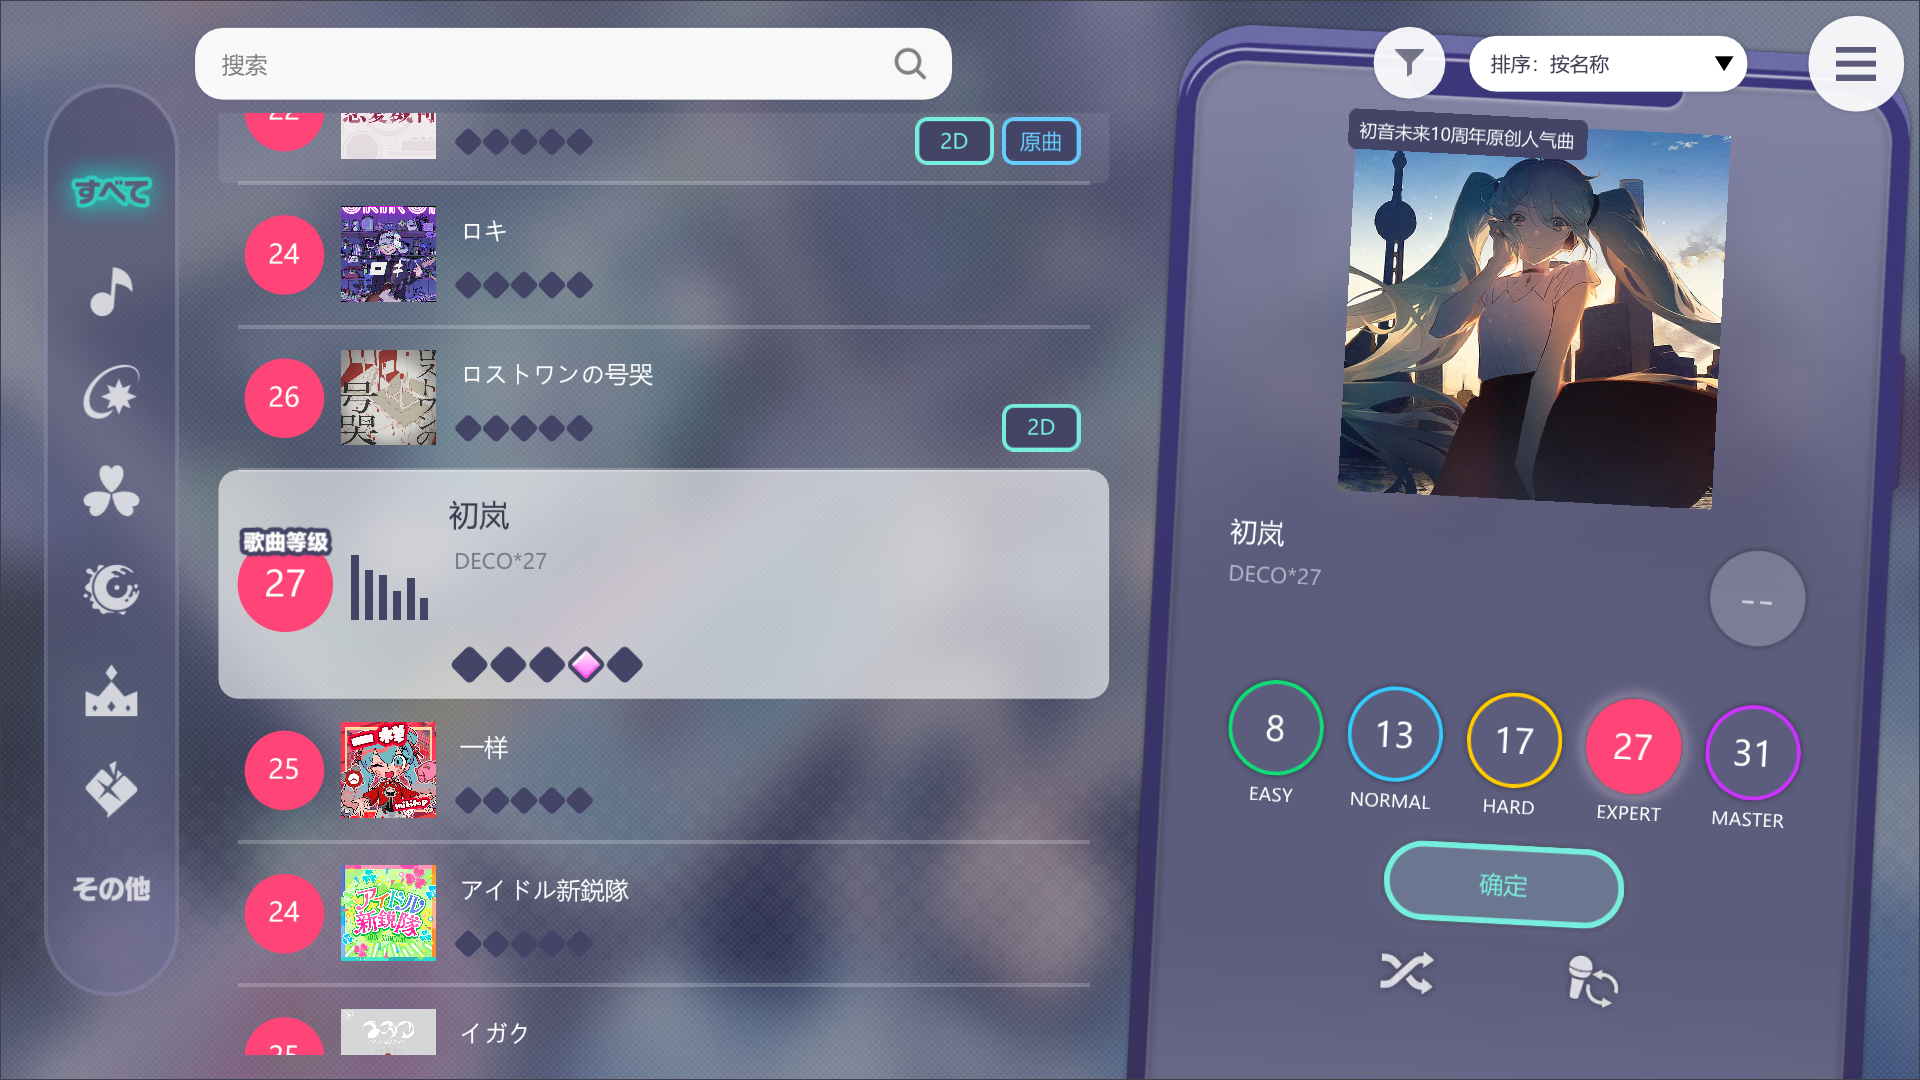 搜索
排序：按名称
すべて
その他
22
2D
原曲
24
ロキ
26
ロストワンの号哭
2D
歌曲等级
27
初岚
DECO*27
25
一样
24
アイドル新鋭隊
25
イガク
初音未来10周年原创人气曲
初岚
DECO*27
--
8
13
17
27
31
EASY
NORMAL
HARD
EXPERT
MASTER
确定